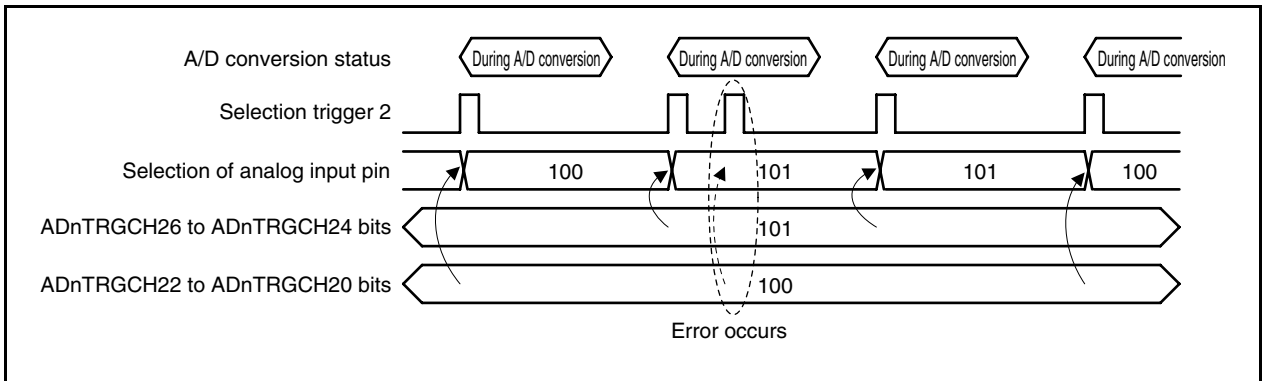 A/D conversion status
During A/D conversion
During A/D conversion
During A/D conversion
During A/D conversion
Selection trigger 2
Selection of analog input pin
100
101
101
100
ADnTRGCH26 to ADnTRGCH24 bits
101
ADnTRGCH22 to ADnTRGCH20 bits
100
Error occurs